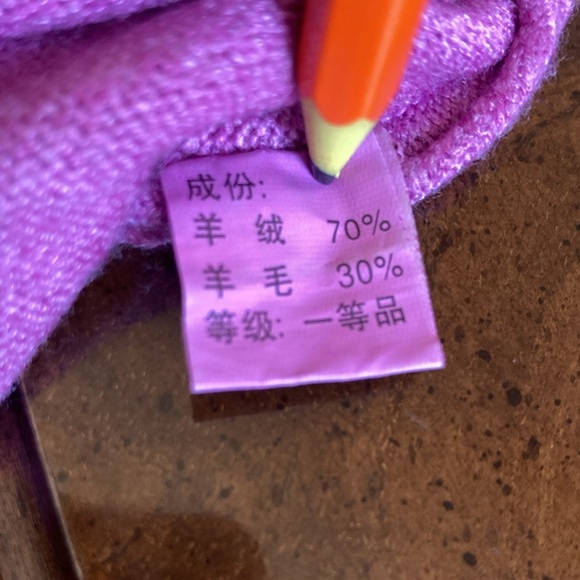 成份:
羊 绒 70%
羊 毛 30%
等级: 一等品